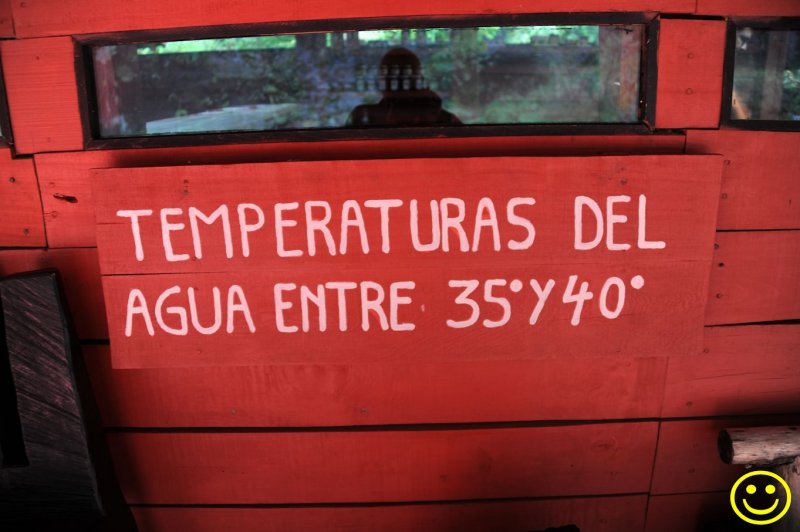 TEMPERATURAS DEL
AGUA ENTRE 35° Y 40°